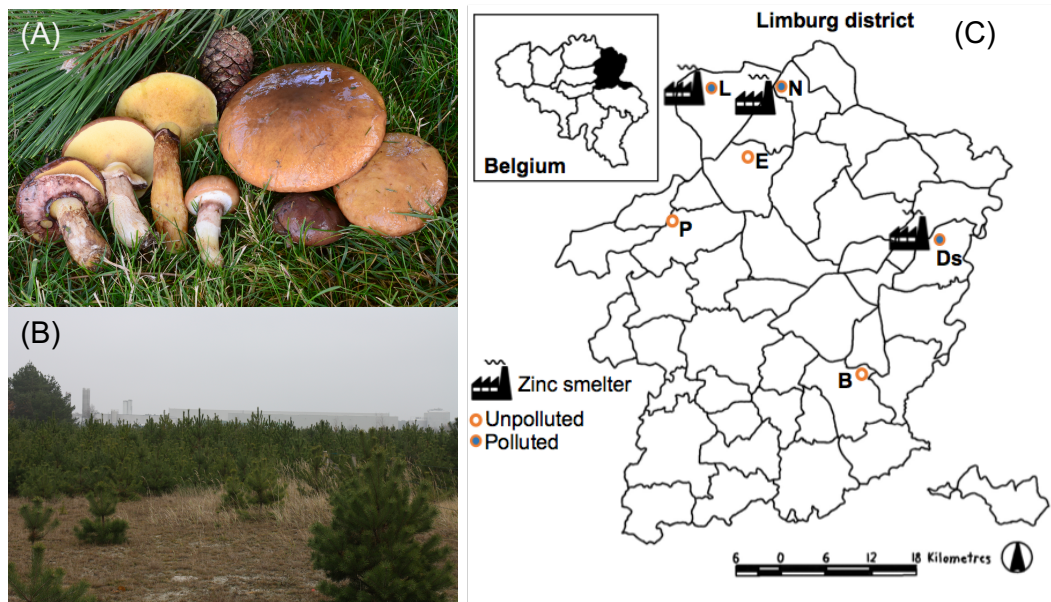 (A)
(B)
Limburg district
(C)
Belgium
L
N
E
P
Ds
B
Zinc smelter
Unpolluted
Polluted
6 0 6 12 18 Kilometres